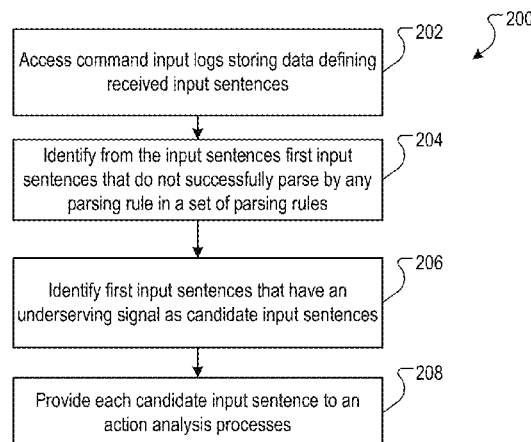 200
202
Access command input logs storing data defining
received input sentences
204
Identify from the input sentences first input
sentences that do not successfully parse by any
parsing rule in a set of parsing rules
206
Identify first input sentences that have an
underserving signal as candidate input sentences
208
Provide each candidate input sentence to an
action analysis processes